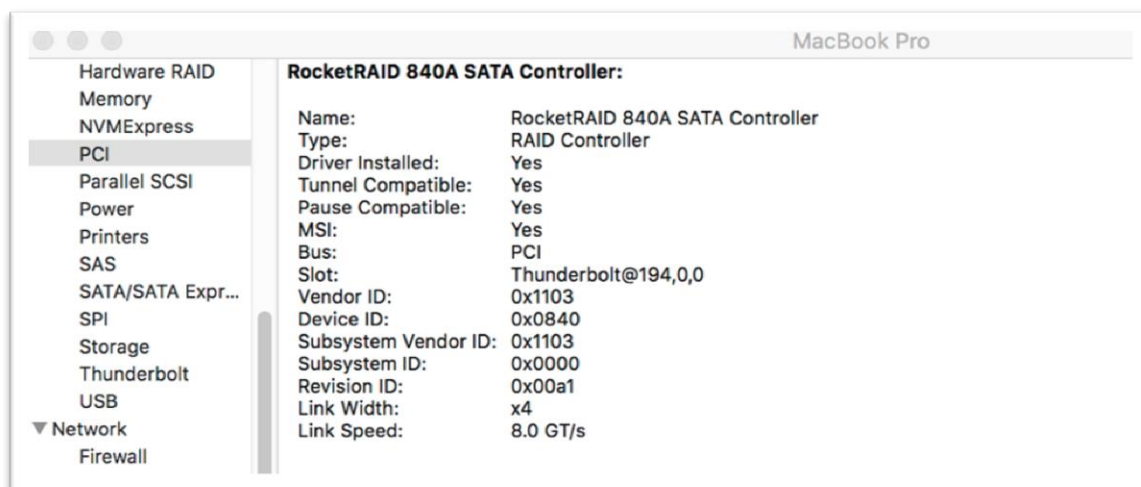 MacBook Pro
Hardware RAID
Memory
NVMExpress
PCI
Parallel SCSI
Power
Printers
SAS
SATA/SATA Expr...
SPI
Storage
Thunderbolt
USB
Network
Firewall
RocketRAID 840A SATA Controller:
Name: RocketRAID 840A SATA Controller
Type: RAID Controller
Driver Installed: Yes
Tunnel Compatible: Yes
Pause Compatible: Yes
MSI: Yes
Bus: PCI
Slot: Thunderbolt@194,0,0
Vendor ID: 0x1103
Device ID: 0x0840
Subsystem Vendor ID: 0x1103
Subsystem ID: 0x0000
Revision ID: 0x00a1
Link Width: x4
Link Speed: 8.0 GT/s